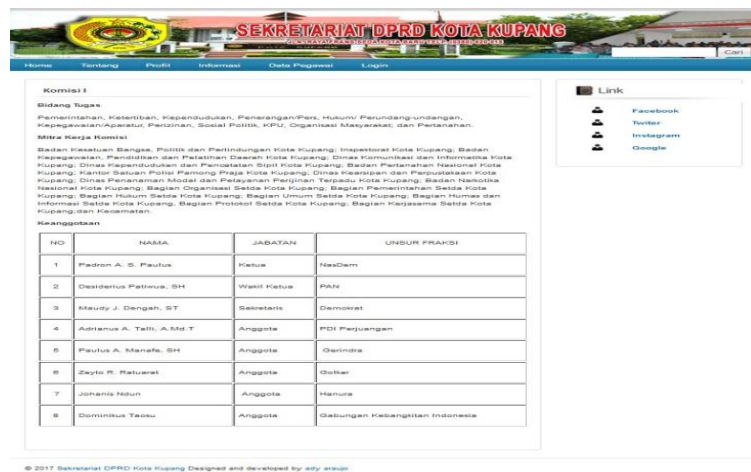 SEKRETARIAT DPRD KOTA KUPANG
Cari
Home Tentang Profil Informasi Data Pegawai Login
Komisi I
Bidang Tugas
Pemerintahan, Ketertiban, Kependudukan, Penerangan/Pers, Hukum/ Perundang-undangan,
Kepegawaian/Aparatur, Perizinan, Sosial Politik, KPU, Organisasi Masyarakat; dan Pertanahan.
Mitra Kerja Komisi
Badan Kesatuan Bangsa, Politik dan Perlindungan Kota Kupang; Inspektorat Kota Kupang; Badan
Kepegawaian, Pendidikan dan Pelatihan Daerah Kota Kupang; Dinas Komunikasi dan Informatika Kota
Kupang; Dinas Kependudukan dan Pencatatan Sipil Kota Kupang; Badan Pertanahan Nasional Kota
Kupang; Kantor Satuan Polisi Pamong Praja Kota Kupang; Dinas Kearsipan dan Perpustakaan Kota
Kupang; Dinas Penanaman Modal dan Pelayanan Perijinan Terpadu Kota Kupang; Badan Narkotika
Nasional Kota Kupang; Bagian Organisasi Setda Kota Kupang; Bagian Pemerintahan Setda Kota
Kupang; Bagian Hukum Setda Kota Kupang; Bagian Umum Setda Kota Kupang; Bagian Humas dan
Informasi Setda Kota Kupang, Bagian Protokol Setda Kota Kupang; Bagian Kerjasama Setda Kota
Kupang;dan Kecamatan.
Keanggotaan
NO NAMA JABATAN UNSUR FRAKSI
1 Padron A. S. Paulus Ketua NasDem
2 Desiderius Patiwua, SH Wakil Ketua PAN
3 Maudy J. Dengah, ST Sekretaris Demokrat
4 Adrianus A. Talli, A.Md.T Anggota PDI Perjuangan
5 Paulus A. Manafe, SH Anggota Gerindra
6 Zeyto R. Ratuarat Anggota Golkar
7 Johanis Ndun Anggota Hanura
8 Dominikus Taosu Anggota Gabungan Kebangkitan Indonesia
Link
Facebook
Twiter
Instagram
Google
© 2017 Sekretariat DPRD Kota Kupang Designed and developed by ady araujo